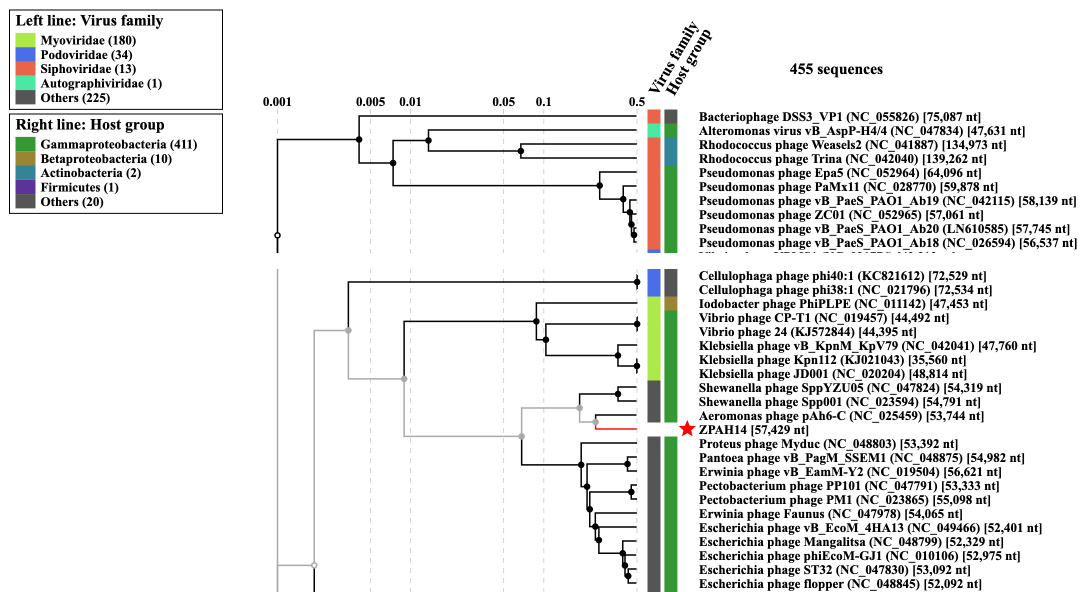 Left line: Virus family
Myoviridae (180)
Podoviridae (34)
Siphoviridae (13)
Autographiviridae (1)
Others (225)
Right line: Host group
Gammaproteobacteria (411)
Betaproteobacteria (10)
Actinobacteria (2)
Firmicutes (1)
Others (20)
Virus family
Host group
455 sequences
0.001 0.005 0.01 0.05 0.1 0.5
Bacteriophage DSS3_VP1 (NC_055826) [75,087 nt]
Alteromonas virus vB_AspP-H4/4 (NC_047834) [47,631 nt]
Rhodococcus phage Weasels2 (NC_041887) [134,973 nt]
Rhodococcus phage Trina (NC_042040) [139,262 nt]
Pseudomonas phage Epa5 (NC_052964) [64,096 nt]
Pseudomonas phage PaMx11 (NC_028770) [59,878 nt]
Pseudomonas phage vB_PaeS_PAO1_Ab19 (NC_042115) [58,139 nt]
Pseudomonas phage ZC01 (NC_052965) [57,061 nt]
Pseudomonas phage vB_PaeS_PAO1_Ab20 (LN610585) [57,745 nt]
Pseudomonas phage vB_PaeS_PAO1_Ab18 (NC_026594) [56,537 nt]
Cellulophaga phage phi40:1 (KC821612) [72,529 nt]
Cellulophaga phage phi38:1 (NC_021796) [72,534 nt]
Iodobacter phage PhiPLPE (NC_011142) [47,453 nt]
Vibrio phage CP-T1 (NC_019457) [44,492 nt]
Vibrio phage 24 (KJ572844) [44,395 nt]
Klebsiella phage vB_KpnM_KpV79 (NC_042041) [47,760 nt]
Klebsiella phage Kpn112 (KJ021043) [35,560 nt]
Klebsiella phage JD001 (NC_020204) [48,814 nt]
Shewanella phage SppYZU05 (NC_047824) [54,319 nt]
Shewanella phage Spp001 (NC_023594) [54,791 nt]
Aeromonas phage pAh6-C (NC_025459) [53,744 nt]
ZPAH14 [57,429 nt]
Proteus phage Myduc (NC_048803) [53,392 nt]
Pantoea phage vB_PagM_SSEM1 (NC_048875) [54,982 nt]
Erwinia phage vB_EamM-Y2 (NC_019504) [56,621 nt]
Pectobacterium phage PP101 (NC_047791) [53,333 nt]
Pectobacterium phage PM1 (NC_023865) [55,098 nt]
Erwinia phage Faunus (NC_047978) [54,065 nt]
Escherichia phage vB_EcoM_4HA13 (NC_049466) [52,401 nt]
Escherichia phage Mangalitsa (NC_048799) [52,329 nt]
Escherichia phage phiEcoM-GJ1 (NC_010106) [52,975 nt]
Escherichia phage ST32 (NC_047830) [53,092 nt]
Escherichia phage flopper (NC_048845) [52,092 nt]